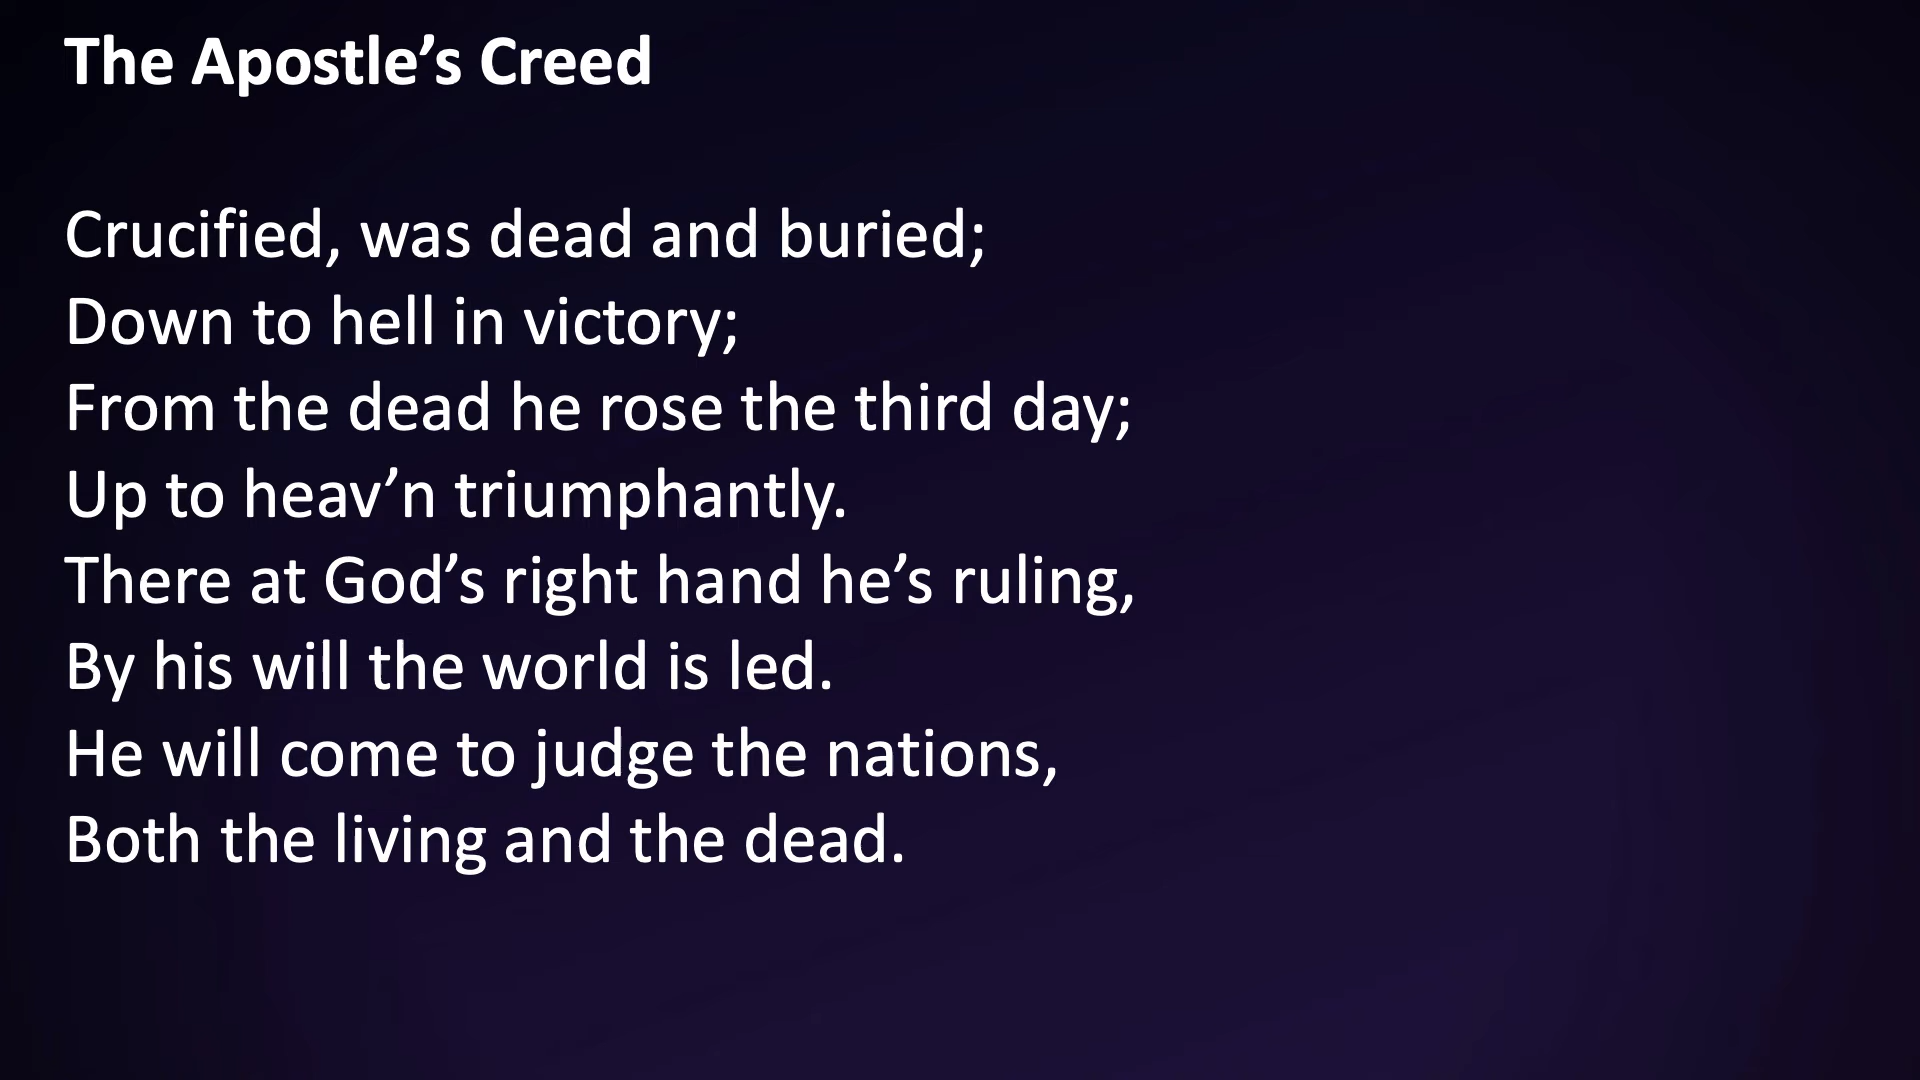 The Apostle’s Creed
Crucified, was dead and buried;
Down to hell in victory;
From the dead he rose the third day;
Up to heav’n triumphantly.
There at God’s right hand he’s ruling,
By his will the world is led.
He will come to judge the nations,
Both the living and the dead.